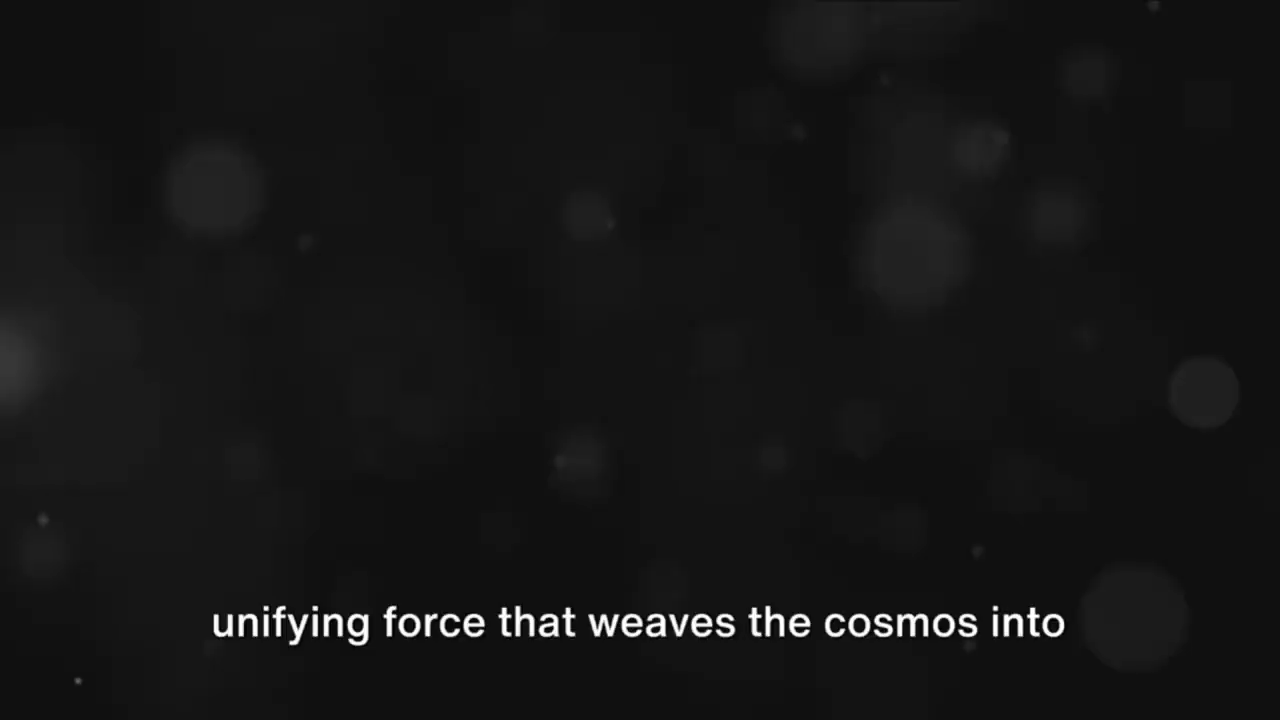 unifying force that weaves the cosmos into